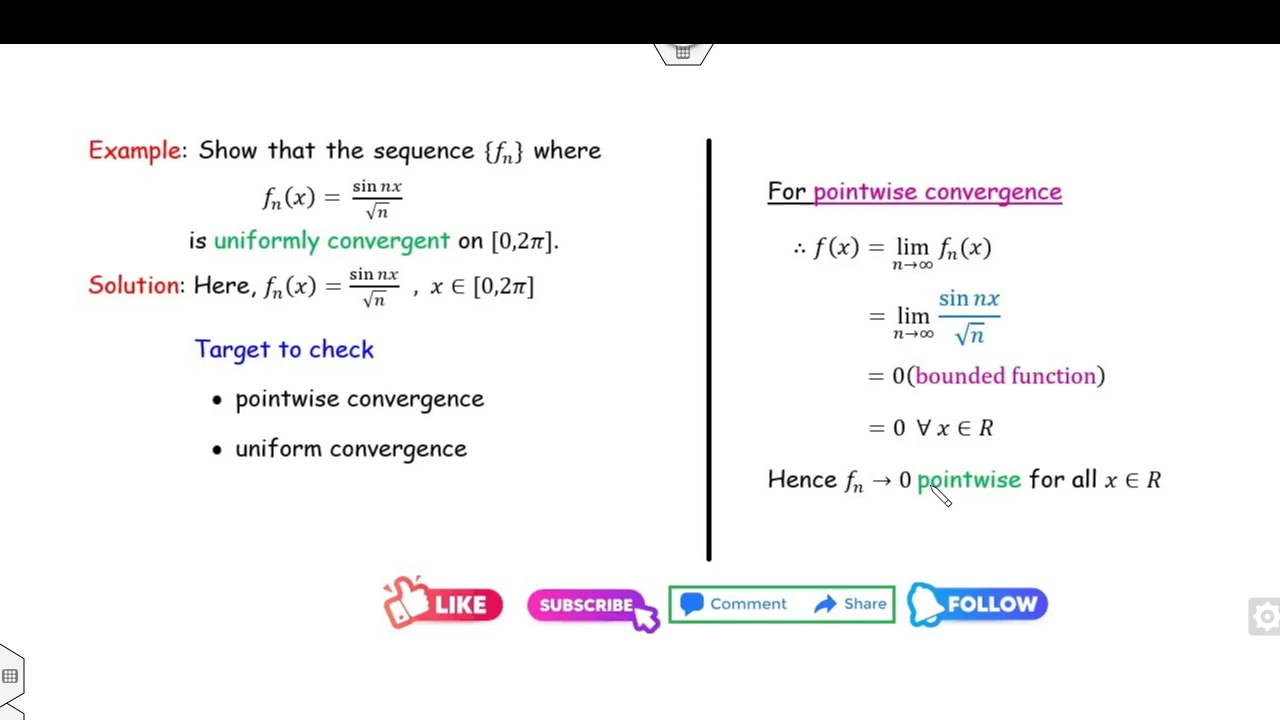 Example: Show that the sequence {fₙ} where
fₙ(x) = sin nx / √n
is uniformly convergent on [0,2π].
Solution: Here, fₙ(x) = sin nx / √n , x ∈ [0,2π]
Target to check
• pointwise convergence
• uniform convergence
For pointwise convergence
∴ f(x) = lim n→∞ fₙ(x)
= lim n→∞ sin nx / √n
= 0(bounded function)
= 0 ∀ x ∈ R
Hence fₙ → 0 pointwise for all x ∈ R
LIKE SUBSCRIBE Comment Share FOLLOW